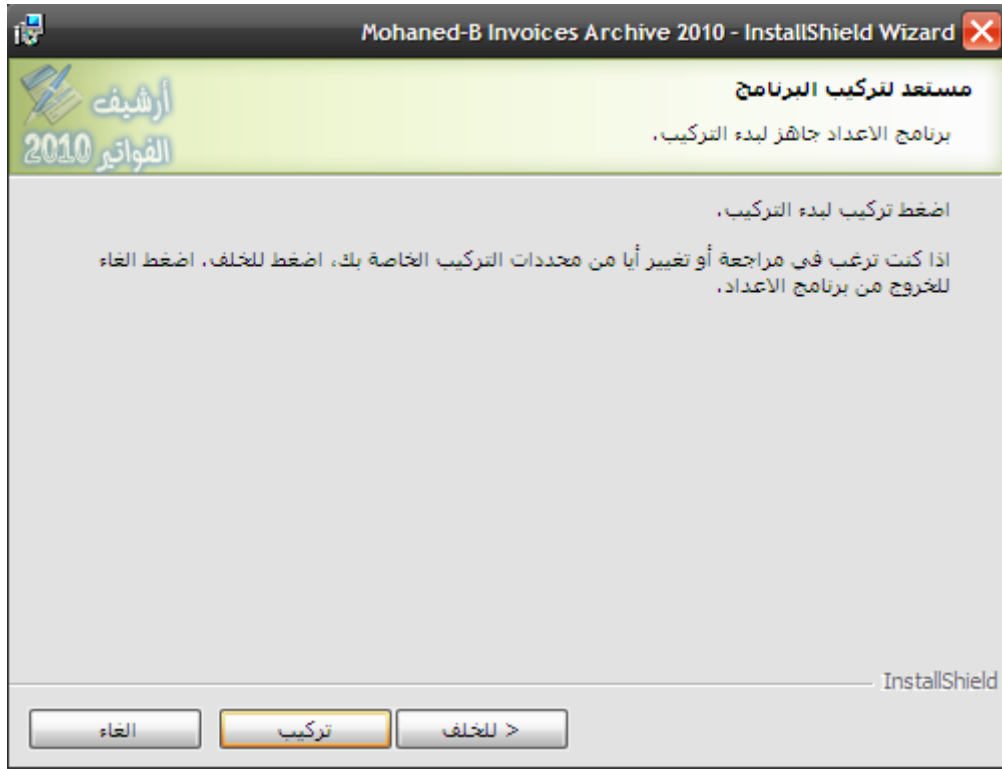 Mohaned-B Invoices Archive 2010 - InstallShield Wizard
أرشيف
الفواتير 2010
مستعد لتركيب البرنامج
برنامج الاعداد جاهز لبدء التركيب.
اضغط تركيب لبدء التركيب.
اذا كنت ترغب في مراجعة أو تغيير أيا من محددات التركيب الخاصة بك، اضغط للخلف. اضغط الغاء
للخروج من برنامج الاعداد.
InstallShield
< للخلف
تركيب
الغاء